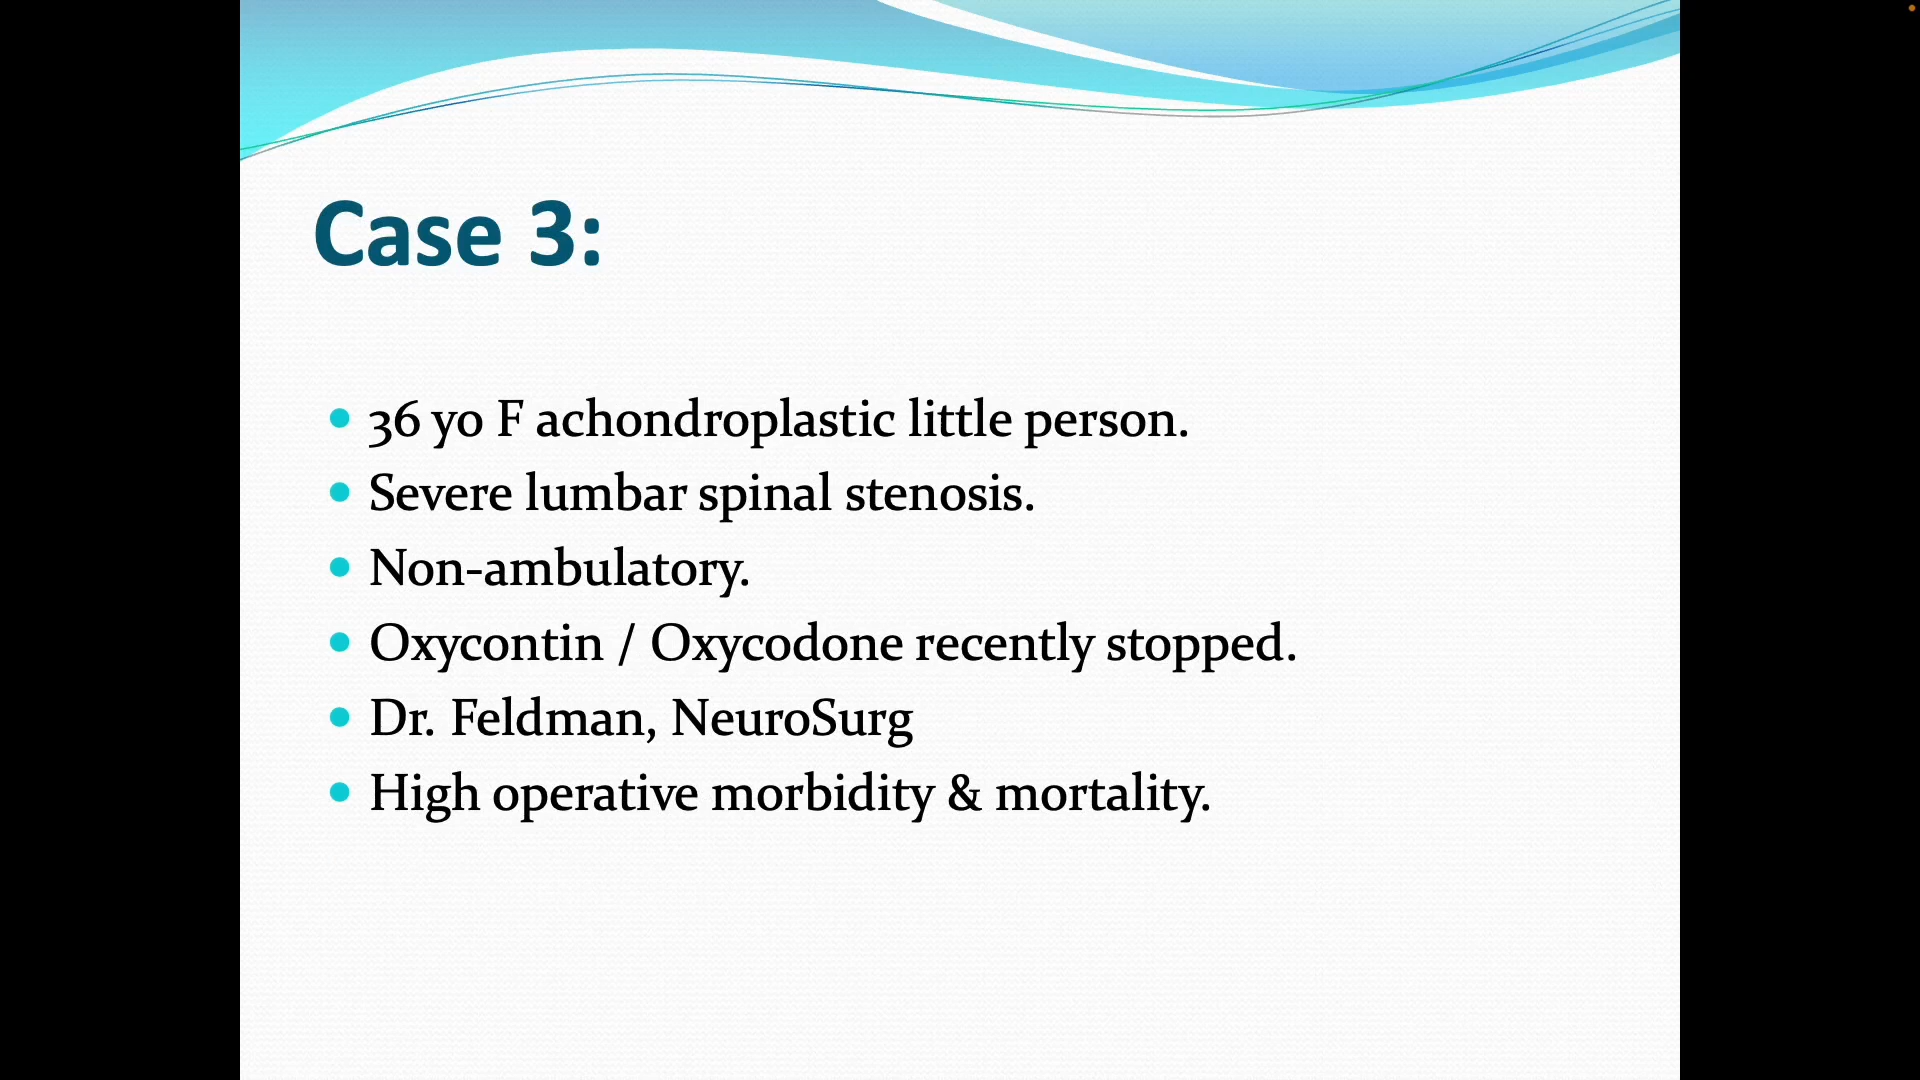 Case 3:
36 yo F achondroplastic little person.
Severe lumbar spinal stenosis.
Non-ambulatory.
Oxycontin / Oxycodone recently stopped.
Dr. Feldman, NeuroSurg
High operative morbidity & mortality.